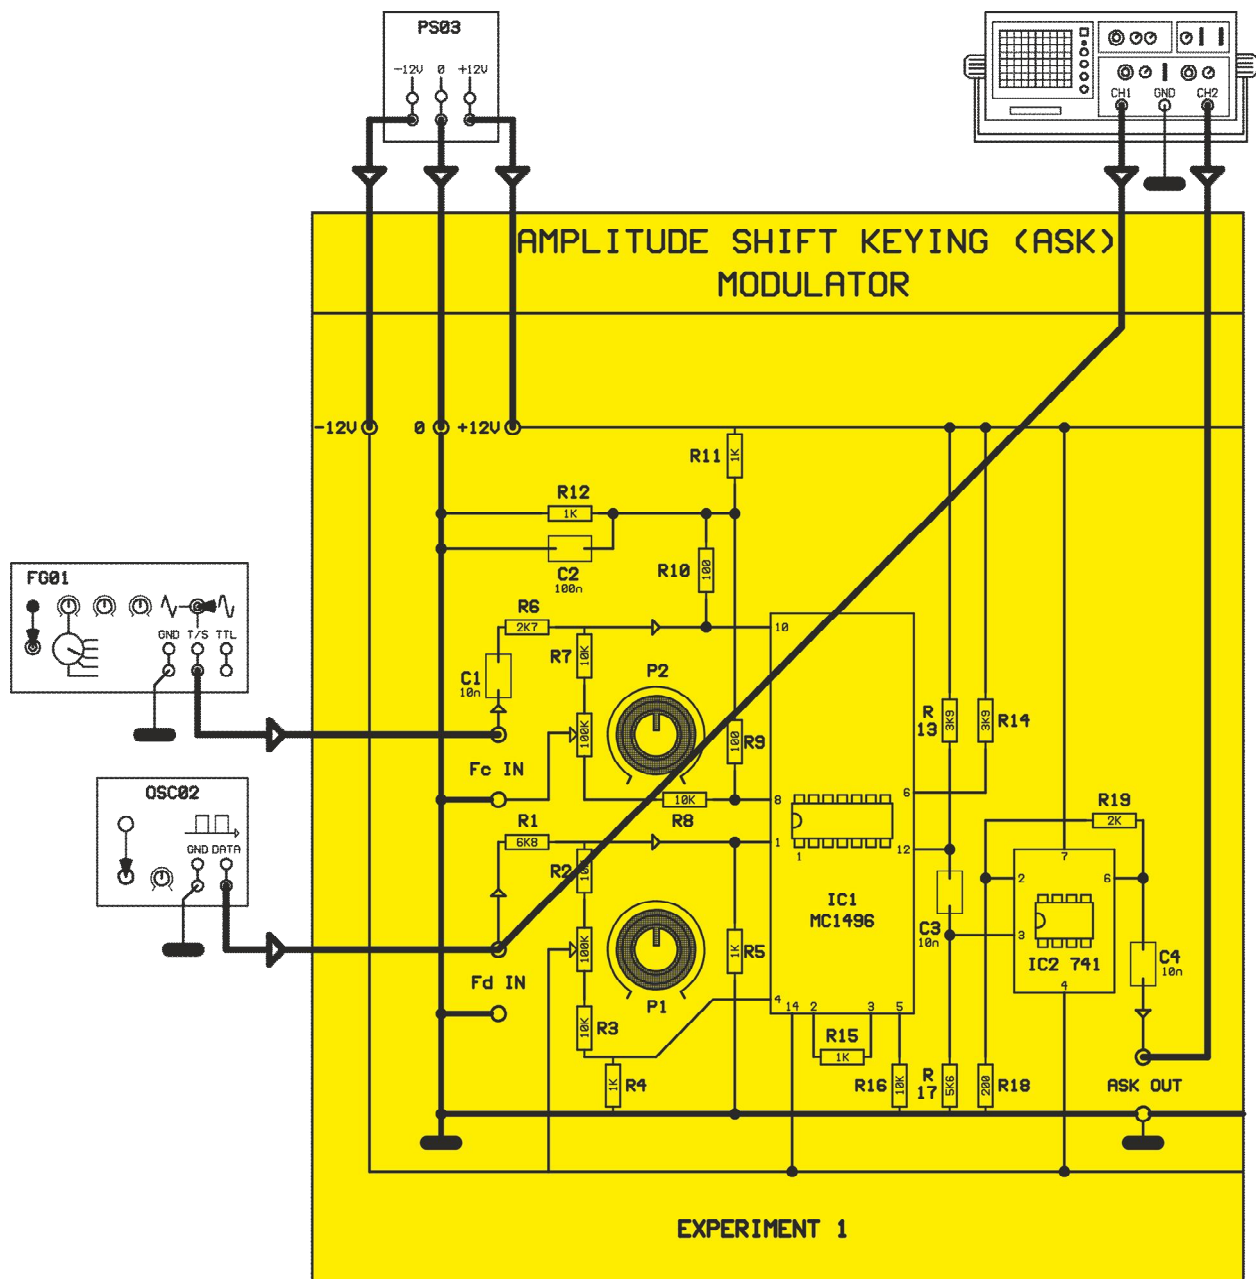 PS03
-12V 0 +12V
CH1 GND CH2
AMPLITUDE SHIFT KEYING (ASK)
MODULATOR
-12V 0 +12V
R11
1K
R12
1K
C2
100n
R10
100
FG01
GND T/S TTL
R6
2K7
10
R7
10K
C1
10n
P2
100K
R9
100
R
13
3K9
3K9
R14
Fc IN
10K
R8
8
6
OSC02
GND DATA
R1
6K8
1
R2
1
12
R19
2K
7
2
6
IC1
MC1496
C3
10n
3
IC2 741
4
C4
10n
100K
R5
1K
Fd IN
P1
4
14 2 3 5
10K
R3
R15
1K
1K
R4
R16
10K
R
17
5K6
200
R18
ASK OUT
EXPERIMENT 1